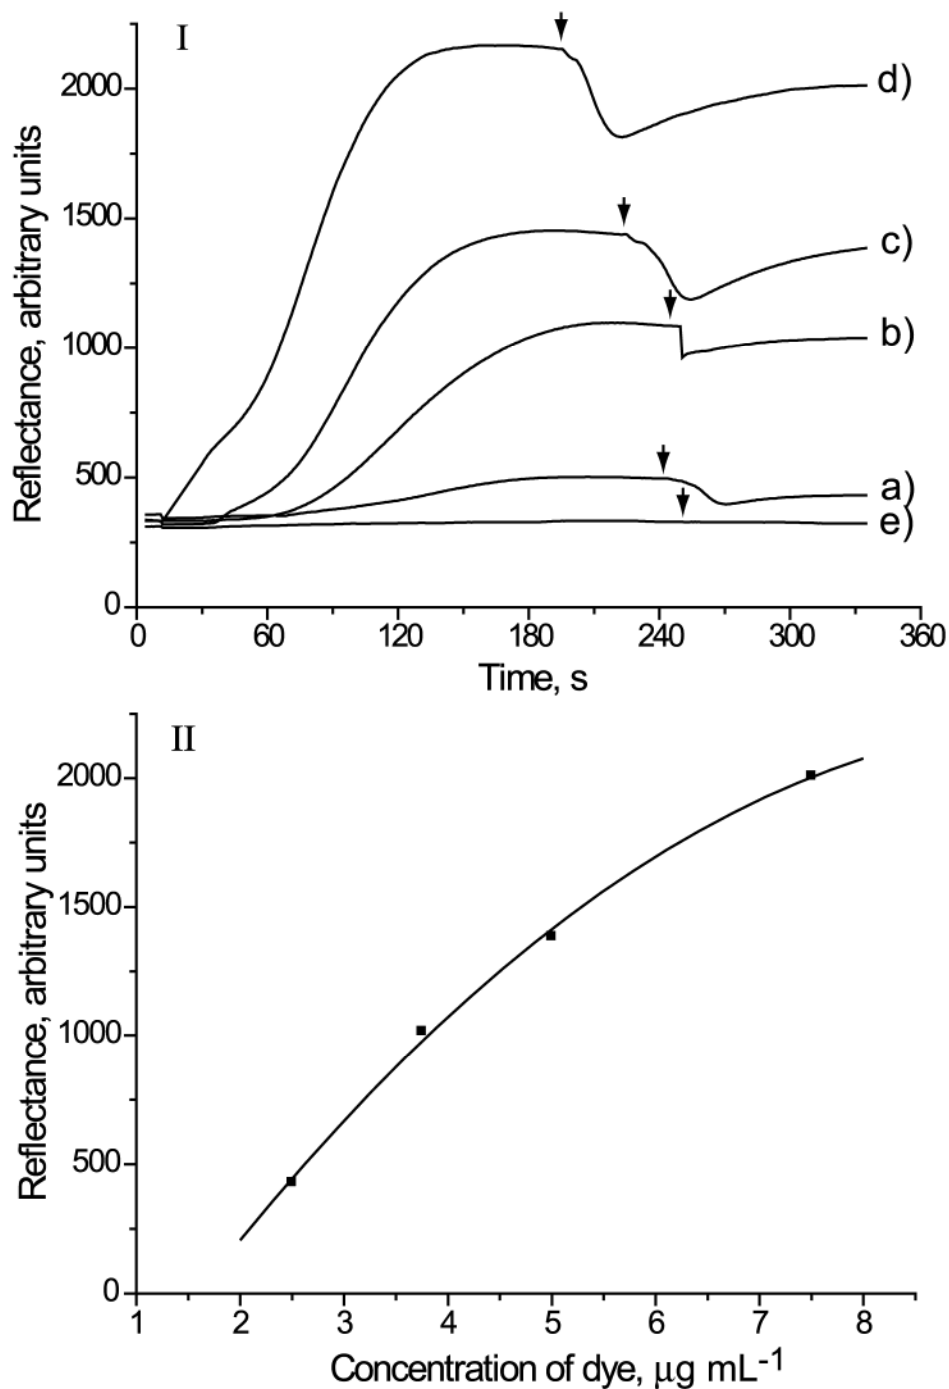 I
Reflectance, arbitrary units
2000
1500
1000
500
0
d)
c)
b)
a)
e)
0 60 120 180 240 300 360
Time, s
II
Reflectance, arbitrary units
2000
1500
1000
500
0
1 2 3 4 5 6 7 8
Concentration of dye, μg mL⁻¹